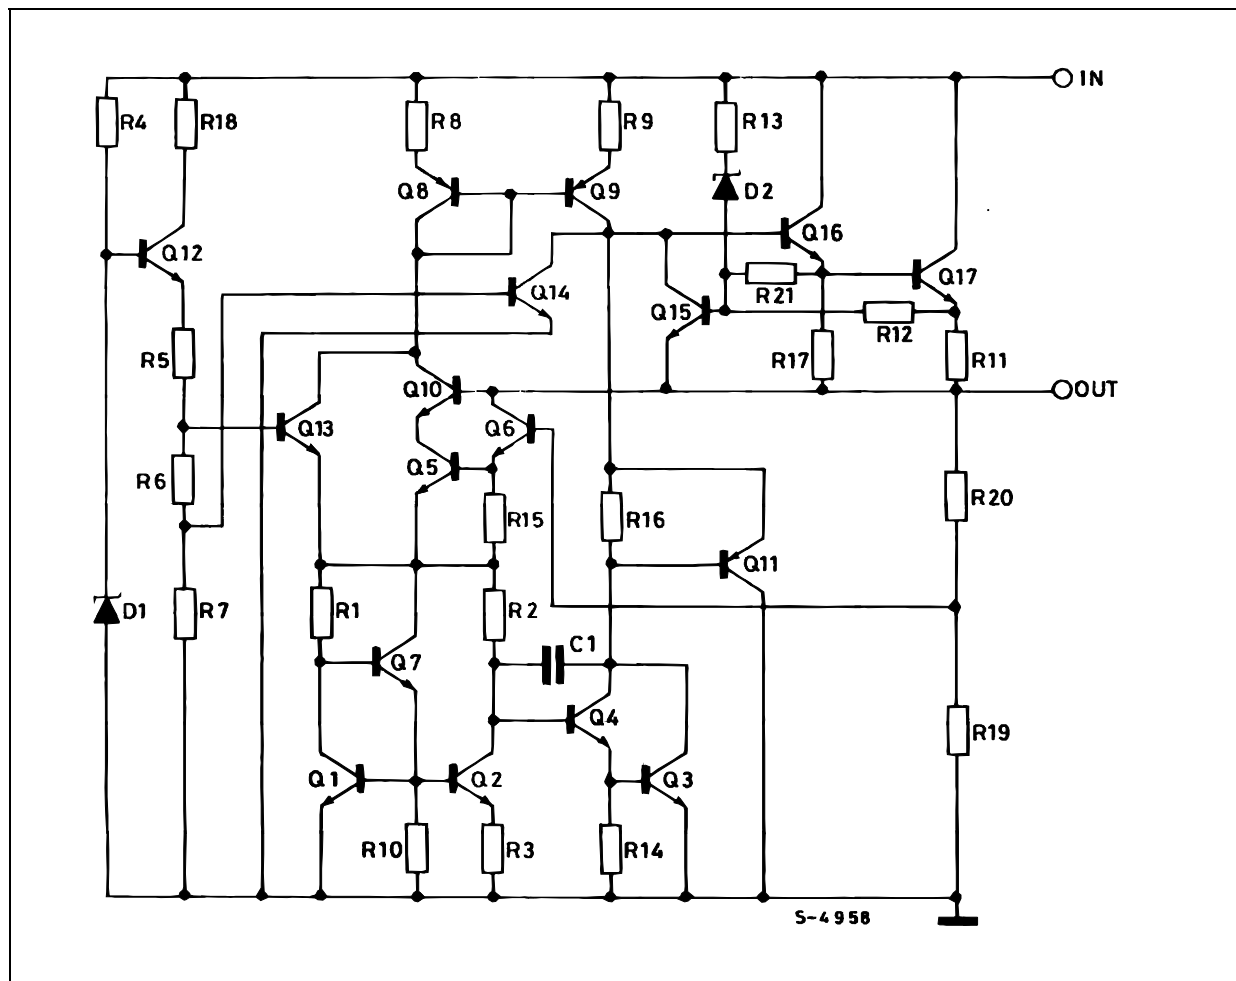 IN
R4 R18 R8 R9 R13
Q8 Q9 D2
Q12 Q16
Q14 Q17
R21
Q15 R12
R5 R17 R11
Q10 OUT
Q13 Q6
Q5
R6 R20
R15 R16
Q11
D1 R7 R1 R2
C1
Q7
Q4
R19
Q1 Q2 Q3
R10 R3 R14
S-4958